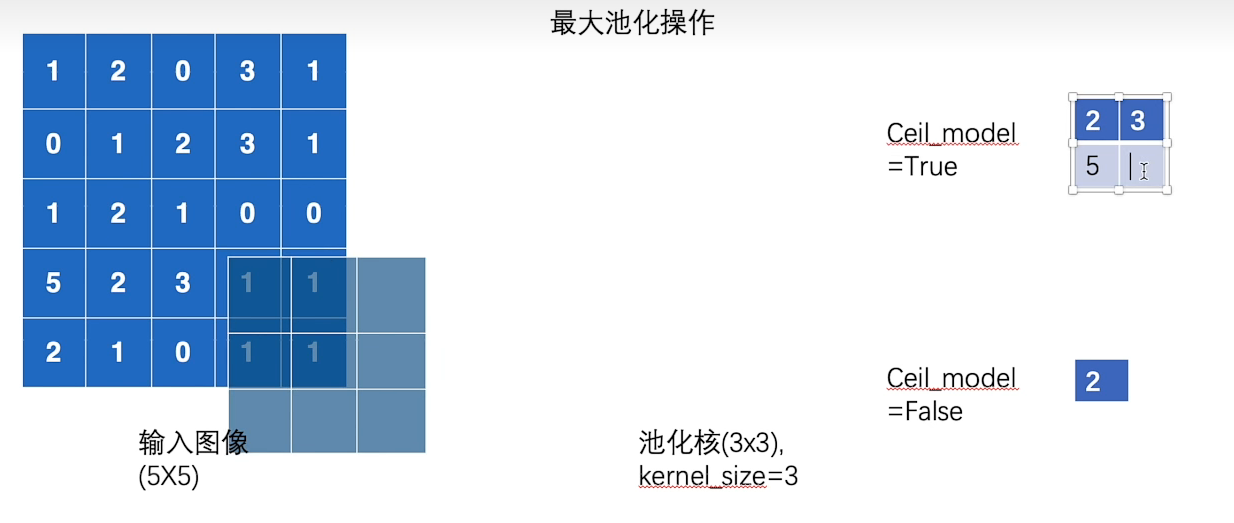 最大池化操作
1 2 0 3 1
0 1 2 3 1
1 2 1 0 0
5 2 3 1 1
2 1 0 1 1
输入图像
(5X5)
池化核(3x3),
kernel_size=3
Ceil_model
=True
2 3
5
Ceil_model
=False
2